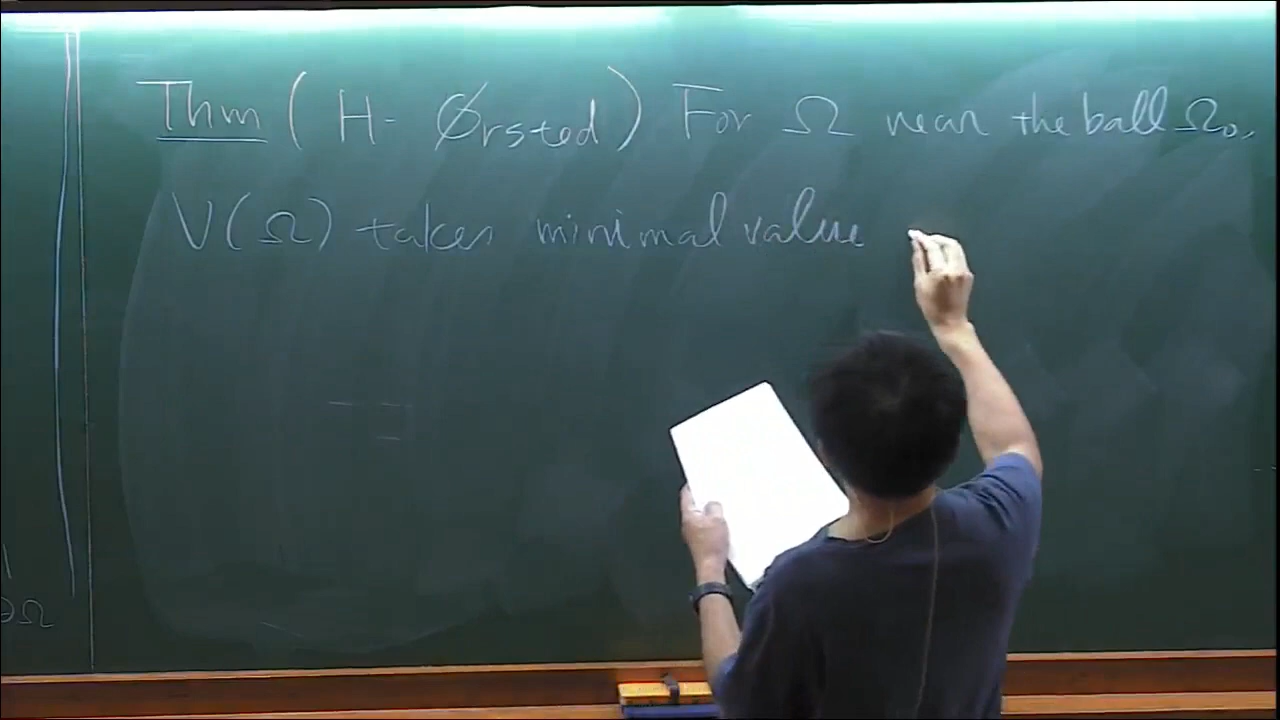 Thm (H- Ørsted) For Ω near the ball Ω₀,
V(Ω) takes minimal value
∂Ω